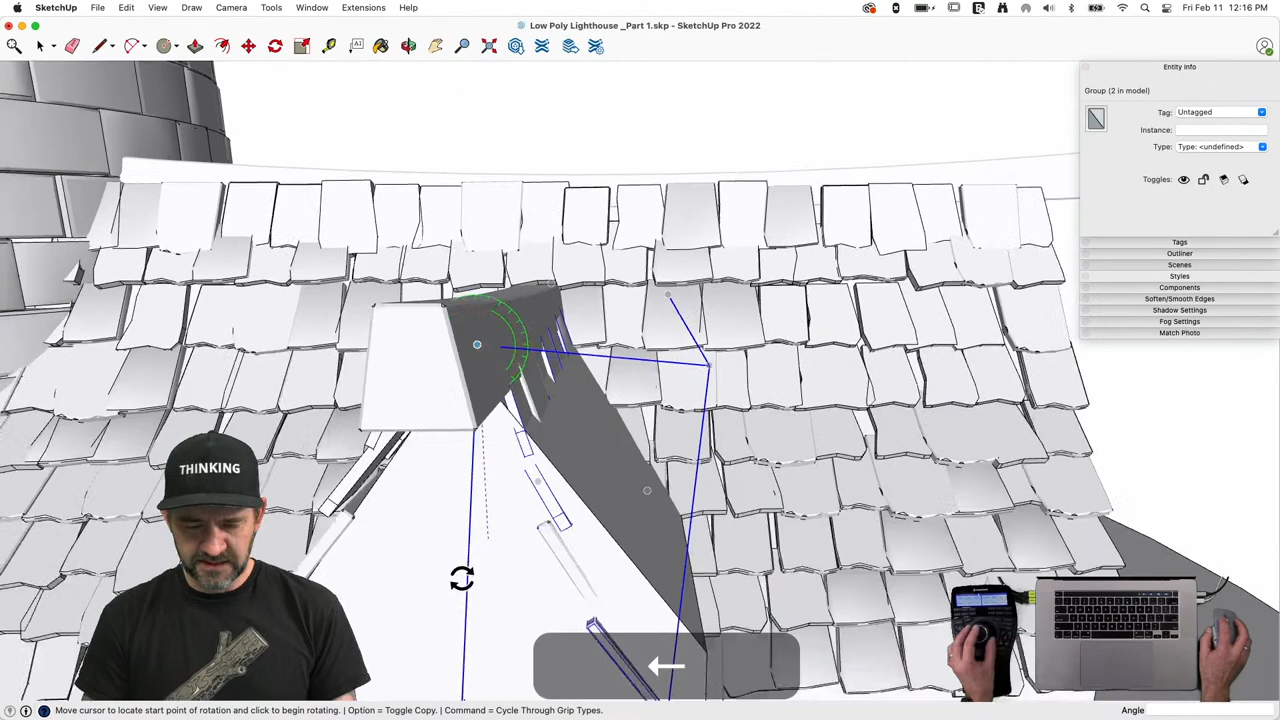 SketchUp File Edit View Draw Camera Tools Window Extensions Help
Fri Feb 11 12:16 PM
Low Poly Lighthouse _Part 1.skp - SketchUp Pro 2022
Entity Info
Group (2 in model)
Tag: Untagged
Instance:
Type: Type: <undefined>
Toggles:
Tags
Outliner
Scenes
Styles
Components
Soften/Smooth Edges
Shadow Settings
Fog Settings
Match Photo
THINKING
←
Move cursor to locate start point of rotation and click to begin rotating. | Option = Toggle Copy. | Command = Cycle Through Grip Types.
Angle